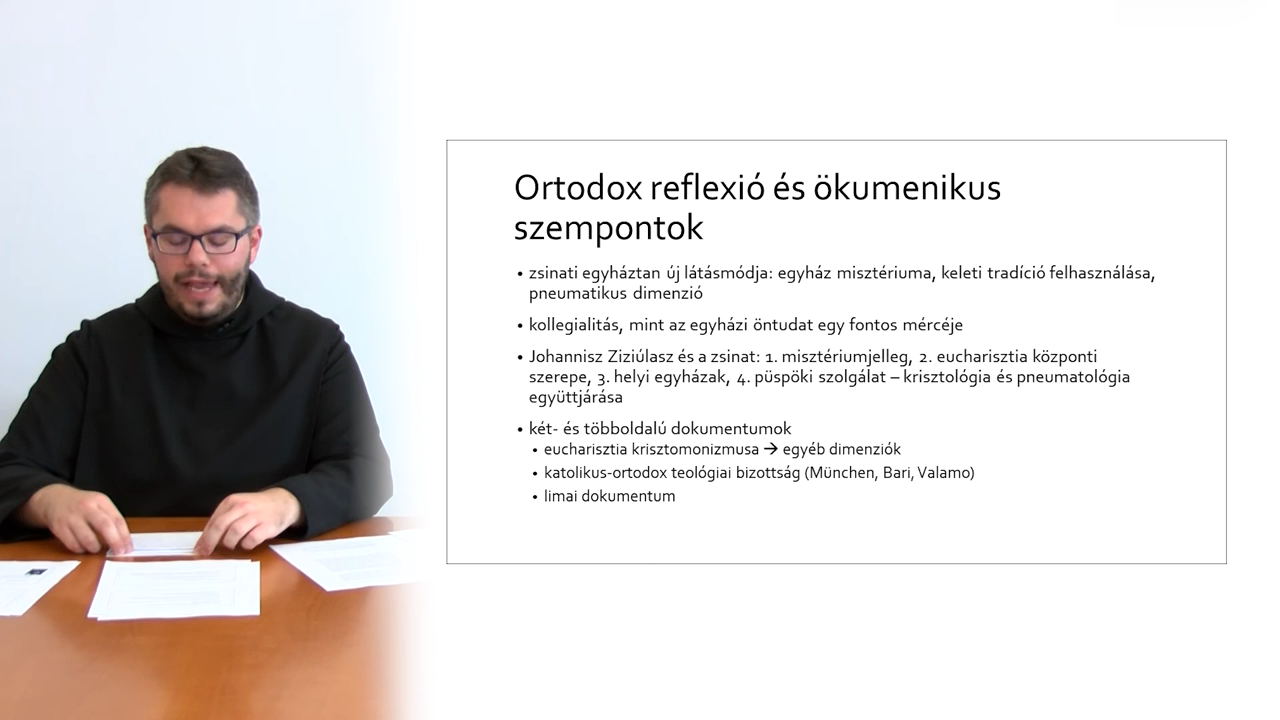 Ortodox reflexió és ökumenikus
szempontok
• zsinati egyháztan új látásmódja: egyház misztériuma, keleti tradíció felhasználása,
pneumatikus dimenzió
• kollegialitás, mint az egyházi öntudat egy fontos mércéje
• Johannisz Ziziúlasz és a zsinat: 1. misztériumjelleg, 2. eucharisztia központi
szerepe, 3. helyi egyházak, 4. püspöki szolgálat – krisztológia és pneumatológia
együttjárása
• két- és többoldalú dokumentumok
• eucharisztia krisztomonizmusa → egyéb dimenziók
• katolikus-ortodox teológiai bizottság (München, Bari, Valamo)
• limai dokumentum